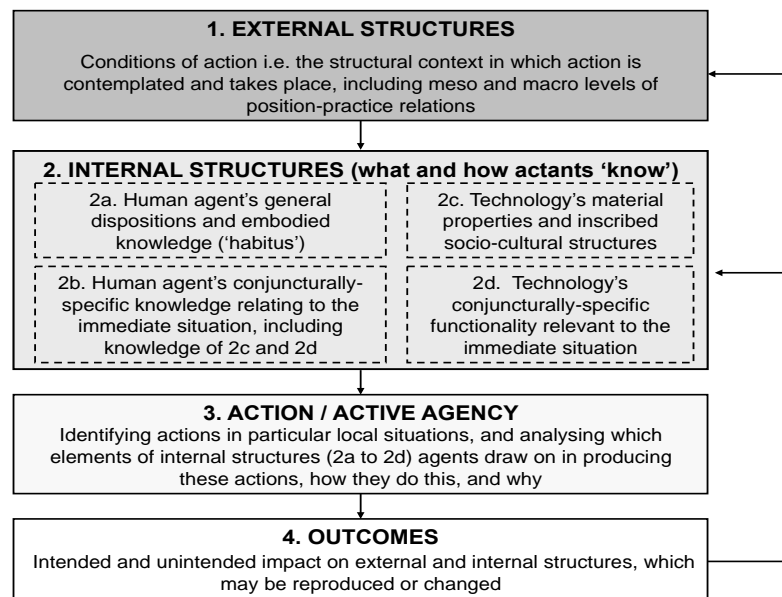 1. EXTERNAL STRUCTURES
Conditions of action i.e. the structural context in which action is
contemplated and takes place, including meso and macro levels of
position-practice relations
2. INTERNAL STRUCTURES (what and how actants ‘know’)
2a. Human agent’s general
dispositions and embodied
knowledge (‘habitus’)
2c. Technology’s material
properties and inscribed
socio-cultural structures
2b. Human agent’s conjuncturally-
specific knowledge relating to the
immediate situation, including
knowledge of 2c and 2d
2d. Technology’s
conjuncturally-specific
functionality relevant to the
immediate situation
3. ACTION / ACTIVE AGENCY
Identifying actions in particular local situations, and analysing which
elements of internal structures (2a to 2d) agents draw on in producing
these actions, how they do this, and why
4. OUTCOMES
Intended and unintended impact on external and internal structures, which
may be reproduced or changed